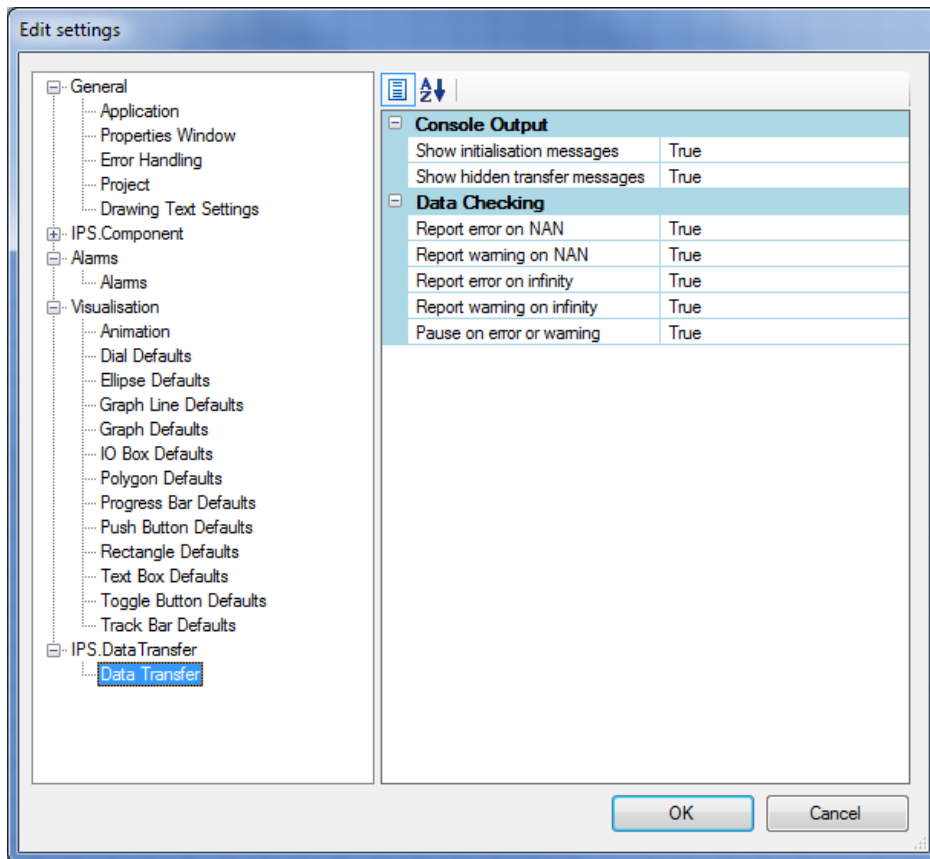 Edit settings
General
Application
Properties Window
Error Handling
Project
Drawing Text Settings
IPS.Component
Alarms
Alarms
Visualisation
Animation
Dial Defaults
Ellipse Defaults
Graph Line Defaults
Graph Defaults
IO Box Defaults
Polygon Defaults
Progress Bar Defaults
Push Button Defaults
Rectangle Defaults
Text Box Defaults
Toggle Button Defaults
Track Bar Defaults
IPS.DataTransfer
Data Transfer
AZ
Console Output
Show initialisation messages True
Show hidden transfer messages True
Data Checking
Report error on NAN True
Report warning on NAN True
Report error on infinity True
Report warning on infinity True
Pause on error or warning True
OK Cancel